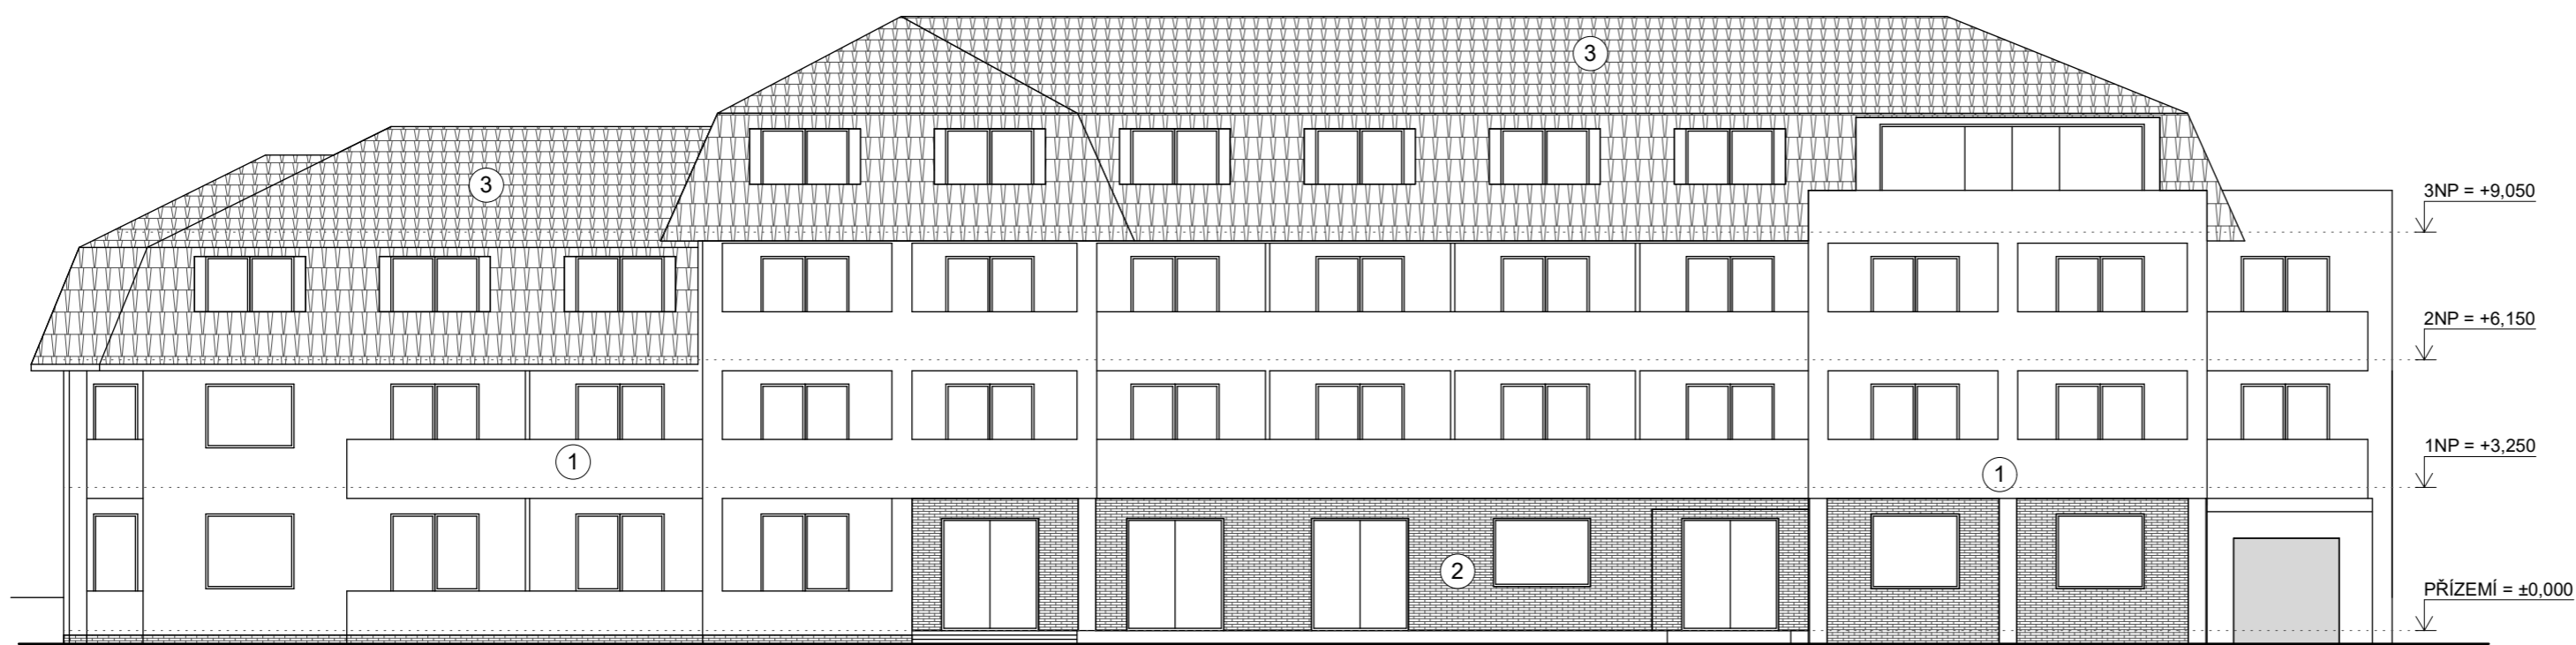 3
3
3NP = +9,050
2NP = +6,150
1
1NP = +3,250
1
2
PŘÍZEMÍ = ±0,000